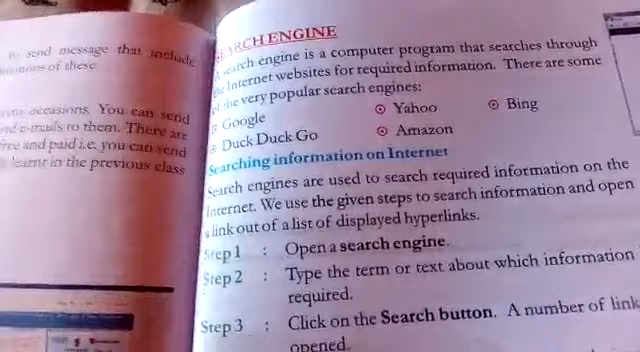 to send message that include
of these
occasions. You can send
e-mails to them. There are
free and paid i.e. you can send
learnt in the previous class
SEARCH ENGINE
search engine is a computer program that searches through
the Internet websites for required information. There are some
of the very popular search engines:
Google
Yahoo
Bing
Duck Duck Go
Amazon
Searching information on Internet
Search engines are used to search required information on the
Internet. We use the given steps to search information and open
a link out of a list of displayed hyperlinks.
Step 1 : Open a search engine.
Step 2 : Type the term or text about which information
required.
Step 3 : Click on the Search button. A number of link
opened.